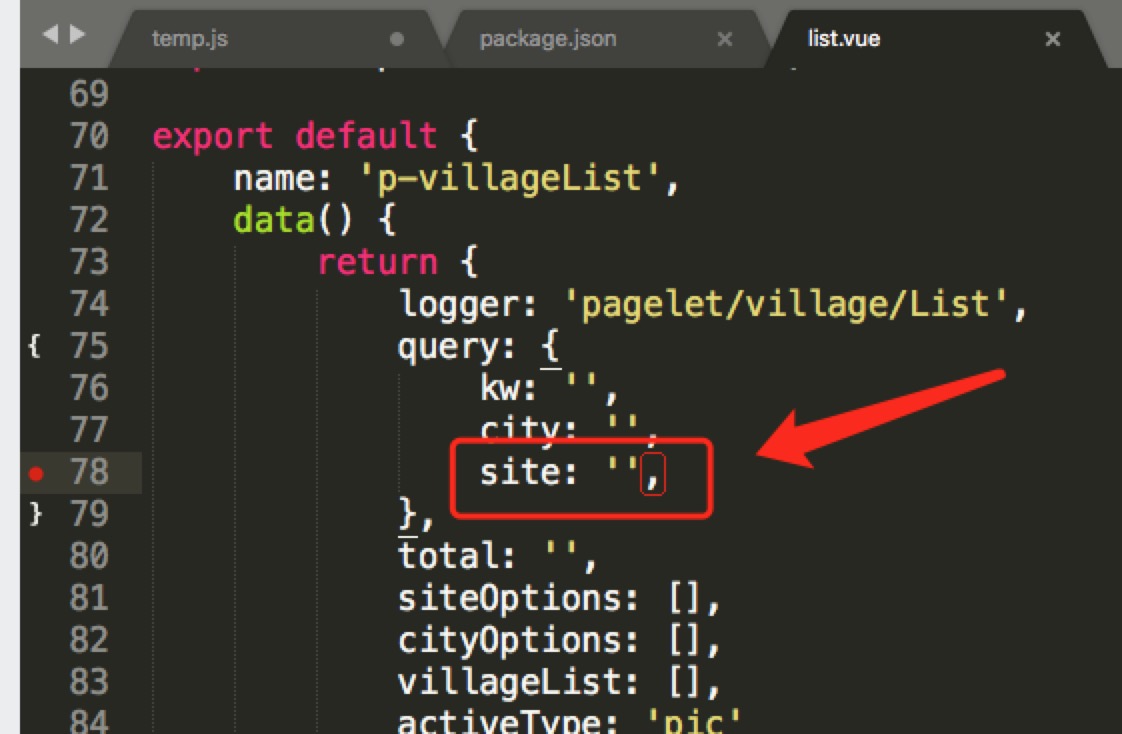 temp.js package.json list.vue
69
70 export default {
71 name: 'p-villageList',
72 data() {
73 return {
74 logger: 'pagelet/village/List',
{ 75 query: {
76 kw: '',
77 city: '',
78 site: '',
} 79 },
80 total: '',
81 siteOptions: [],
82 cityOptions: [],
83 villageList: [],
84 activeType: 'pic'